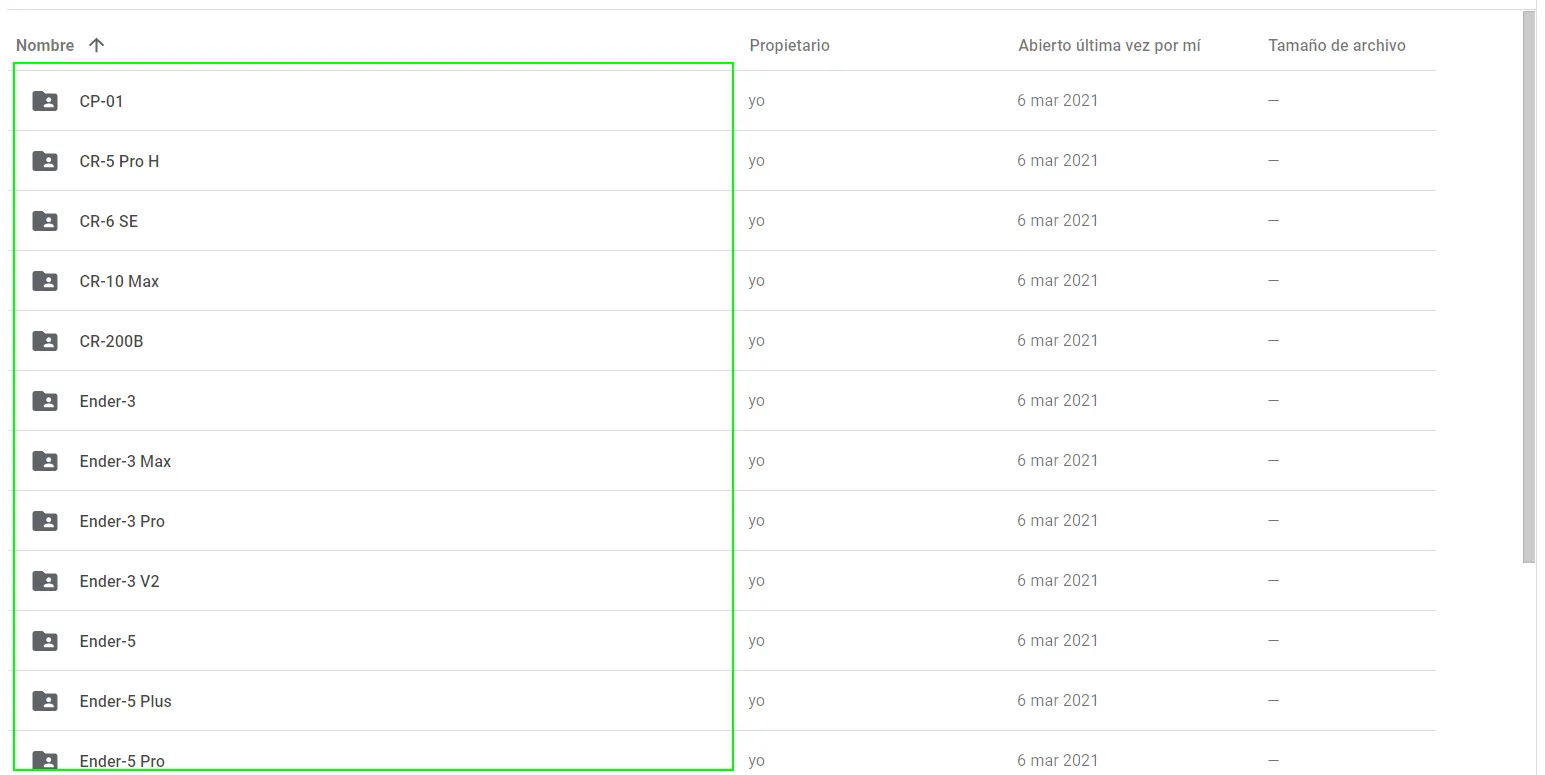 Nombre Propietario Abierto última vez por mí Tamaño de archivo
CP-01 yo 6 mar 2021 —
CR-5 Pro H yo 6 mar 2021 —
CR-6 SE yo 6 mar 2021 —
CR-10 Max yo 6 mar 2021 —
CR-200B yo 6 mar 2021 —
Ender-3 yo 6 mar 2021 —
Ender-3 Max yo 6 mar 2021 —
Ender-3 Pro yo 6 mar 2021 —
Ender-3 V2 yo 6 mar 2021 —
Ender-5 yo 6 mar 2021 —
Ender-5 Plus yo 6 mar 2021 —
Ender-5 Pro yo 6 mar 2021 —